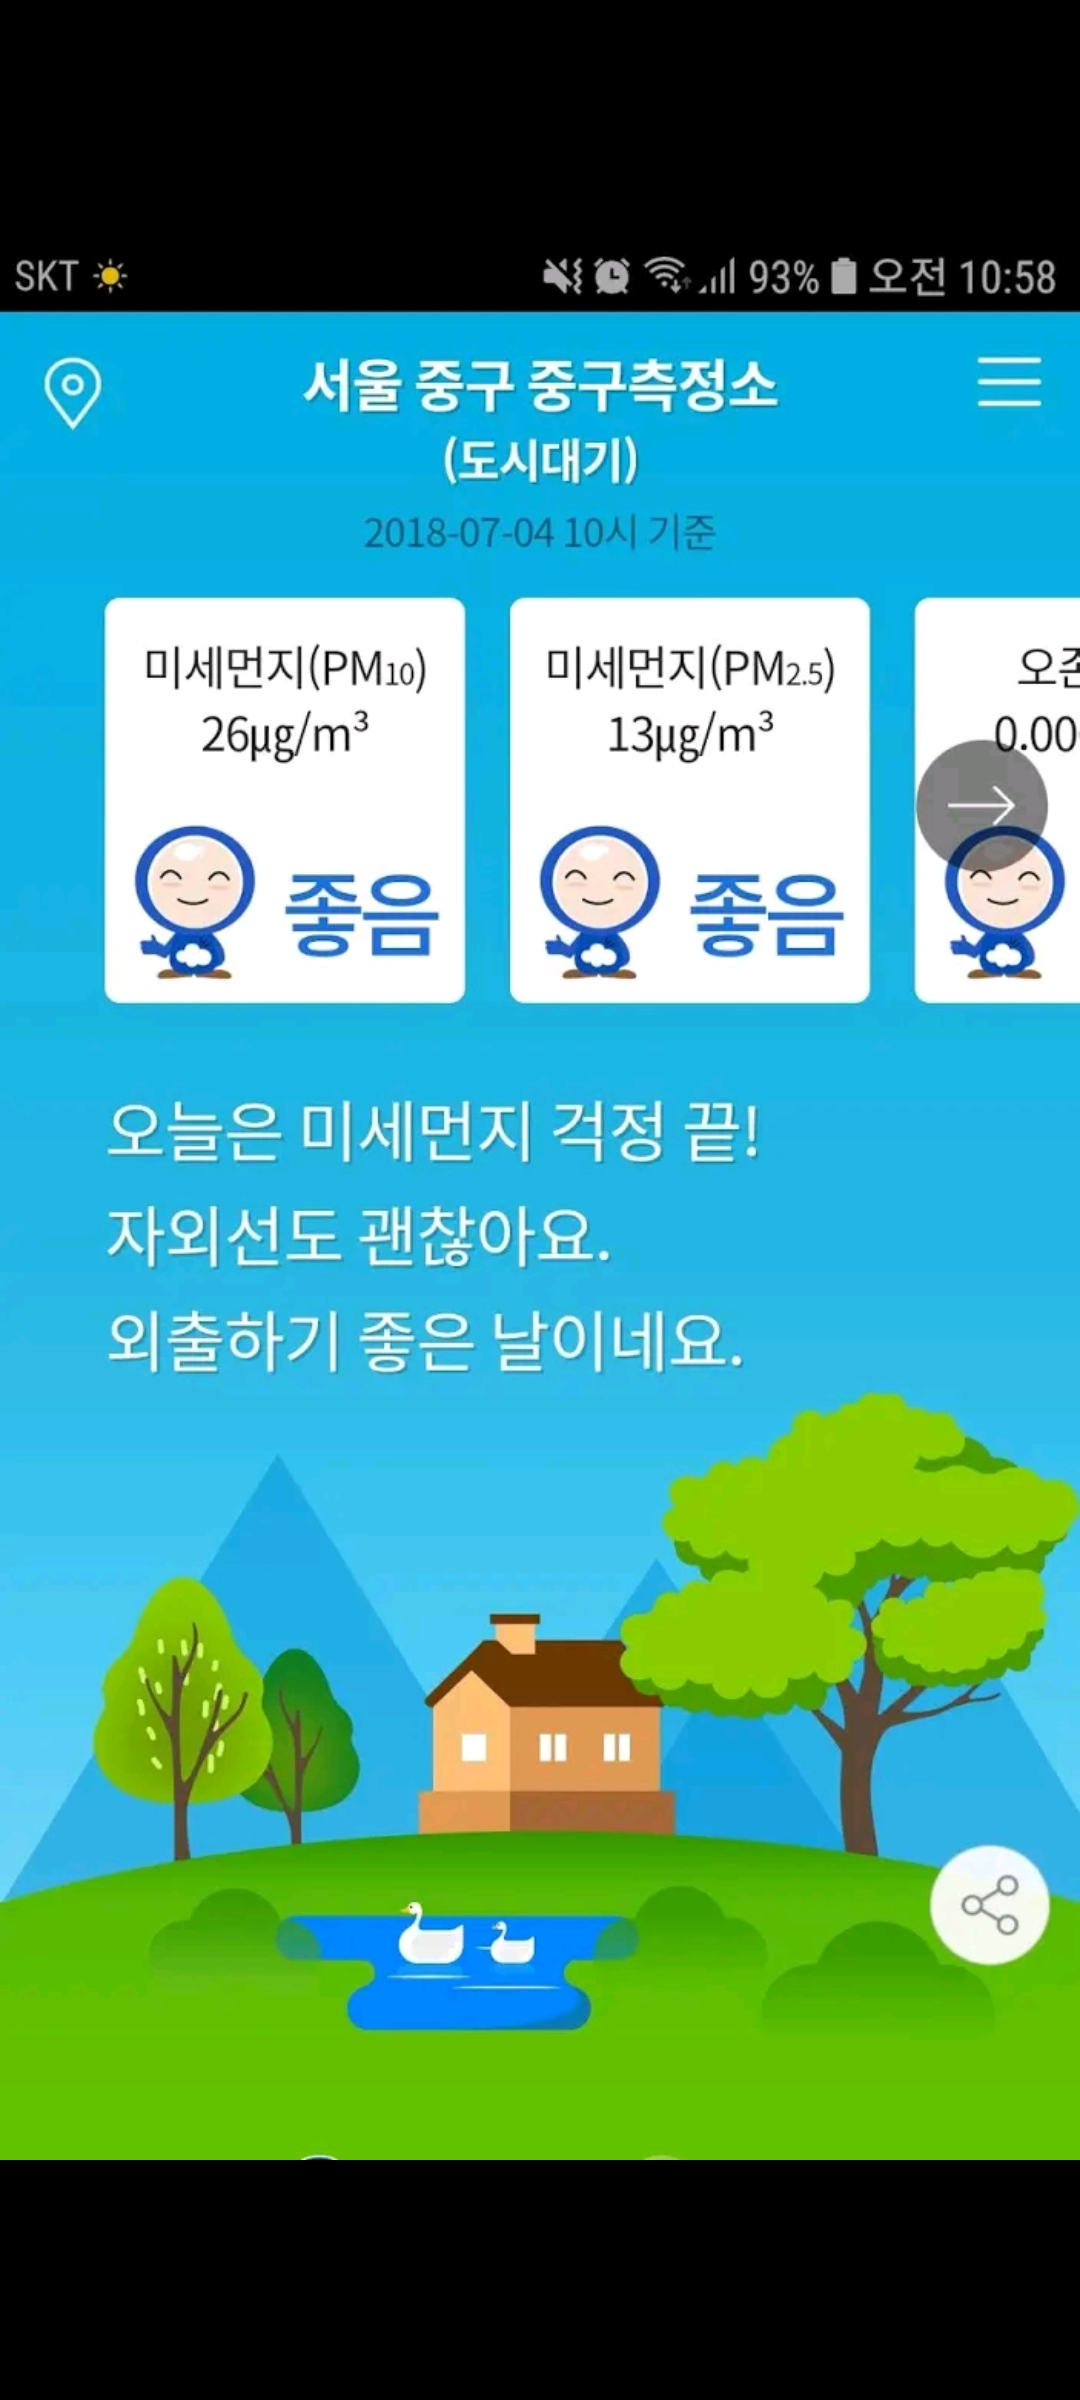 SKT 93% 오전 10:58
서울 중구 중구측정소
(도시대기)
2018-07-04 10시 기준
미세먼지(PM10)
26μg/m³
좋음
미세먼지(PM2.5)
13μg/m³
좋음
0.00
오늘은 미세먼지 걱정 끝!
자외선도 괜찮아요.
외출하기 좋은 날이네요.